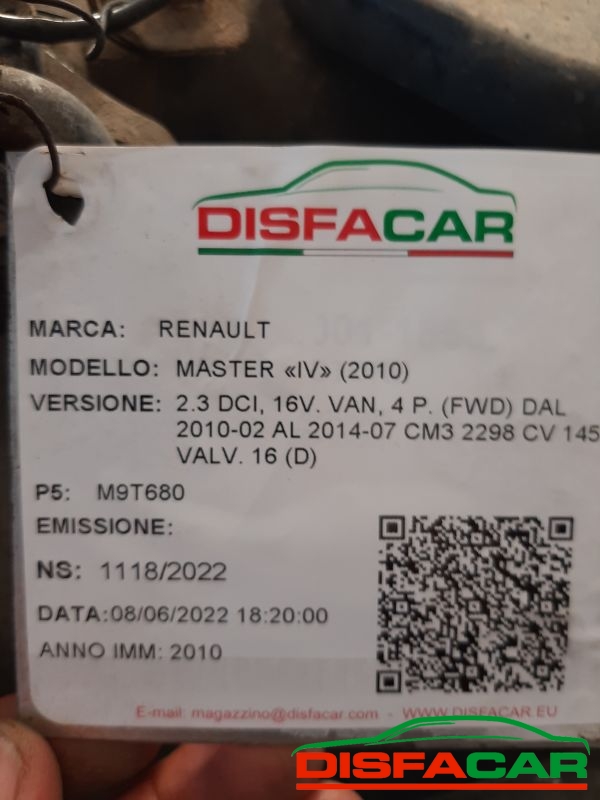 DISFACAR
MARCA: RENAULT
MODELLO: MASTER «IV» (2010)
VERSIONE: 2.3 DCI, 16V. VAN, 4 P. (FWD) DAL
2010-02 AL 2014-07 CM3 2298 CV 145
VALV. 16 (D)
P5: M9T680
EMISSIONE:
NS: 1118/2022
DATA:08/06/2022 18:20:00
ANNO IMM: 2010
E-mail: magazzino@disfacar.com - WWW.DISFACAR.EU
DISFACAR